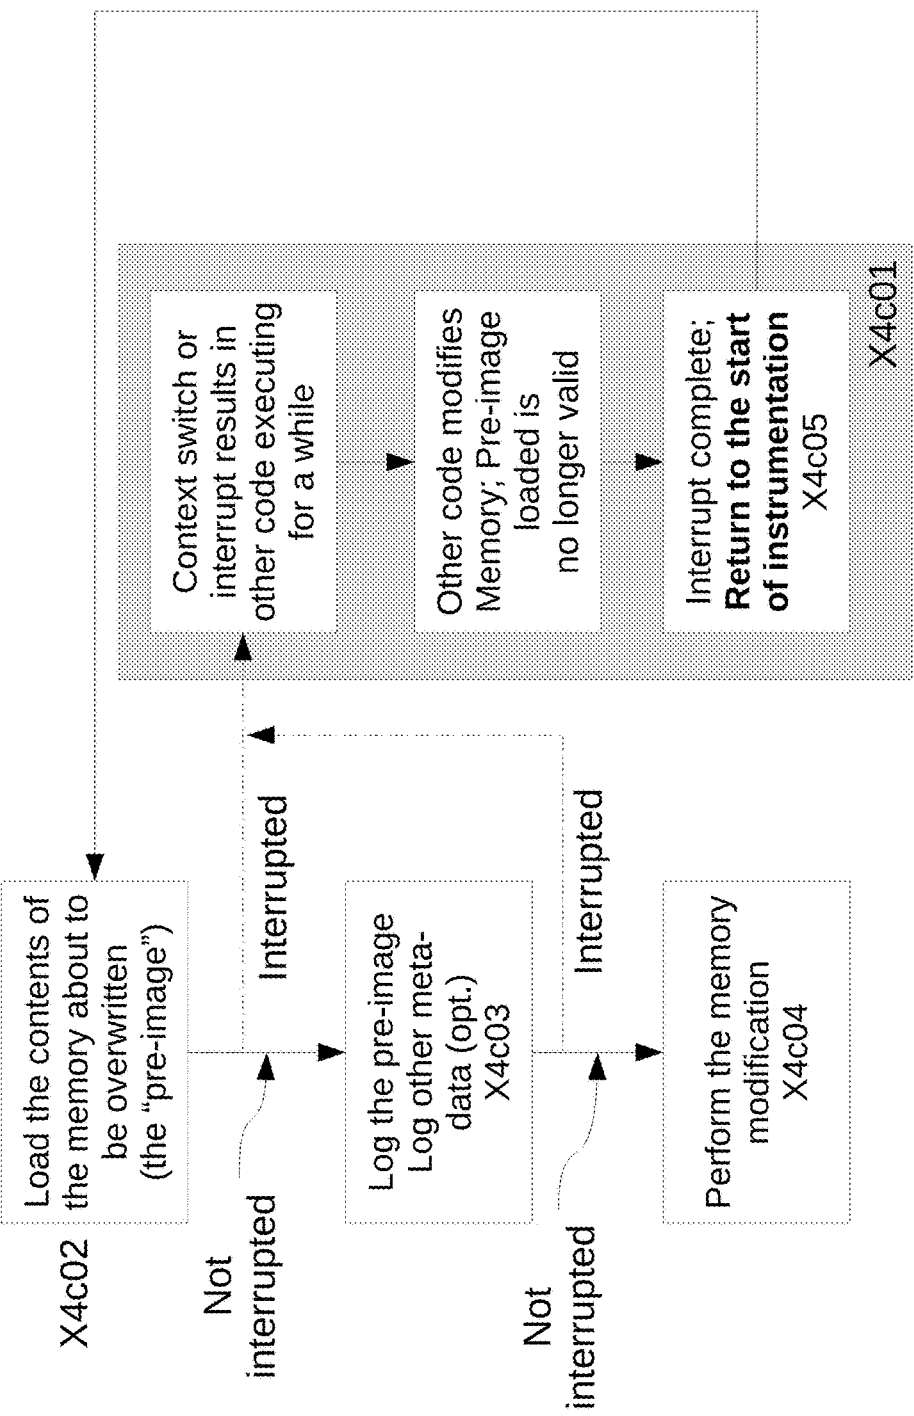 X4c02
Load the contents of
the memory about to
be overwritten
(the “pre-image”)
Not
interrupted
Interrupted
Log the pre-image
Log other meta-
data (opt.)
X4c03
Not
interrupted
Interrupted
Perform the memory
modification
X4c04
Context switch or
interrupt results in
other code executing
for a while
Other code modifies
Memory; Pre-image
loaded is
no longer valid
Interrupt complete;
Return to the start
of instrumentation
X4c05
X4c01